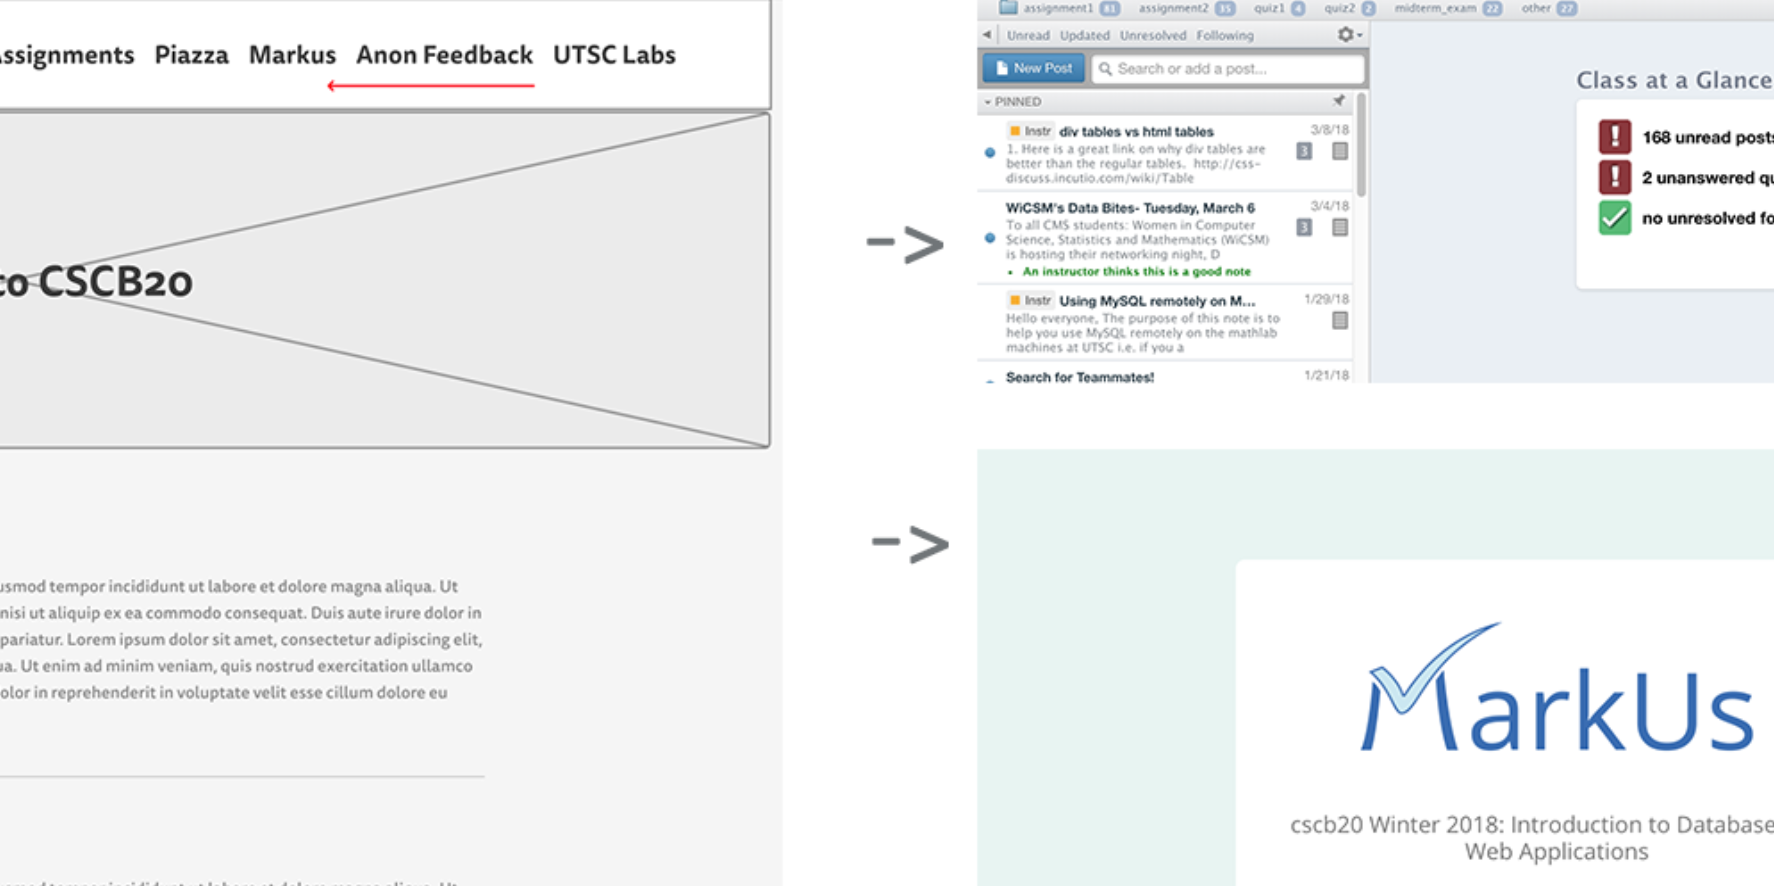 Assignments Piazza Markus Anon Feedback UTSC Labs
to CSCB20
usmod tempor incididunt ut labore et dolore magna aliqua. Ut
nisi ut aliquip ex ea commodo consequat. Duis aute irure dolor in
pariatur. Lorem ipsum dolor sit amet, consectetur adipiscing elit,
ua. Ut enim ad minim veniam, quis nostrud exercitation ullamco
olor in reprehenderit in voluptate velit esse cillum dolore eu
->
->
assignment1 81 assignment2 35 quiz1 4 quiz2 2 midterm_exam 22 other 27
Unread Updated Unresolved Following
New Post Search or add a post...
PINNED
Instr div tables vs html tables 3/8/18
1. Here is a great link on why div tables are 3
better than the regular tables. http://css-
discuss.incutio.com/wiki/Table
WiCSM's Data Bites- Tuesday, March 6 3/4/18
To all CMS students: Women in Computer 3
Science, Statistics and Mathematics (WiCSM)
is hosting their networking night, D
• An instructor thinks this is a good note
Instr Using MySQL remotely on M... 1/29/18
Hello everyone, The purpose of this note is to
help you use MySQL remotely on the mathlab
machines at UTSC i.e. if you a
Search for Teammates! 1/21/18
Class at a Glance
168 unread posts
2 unanswered qu
no unresolved fo
MarkUs
cscb20 Winter 2018: Introduction to Database
Web Applications